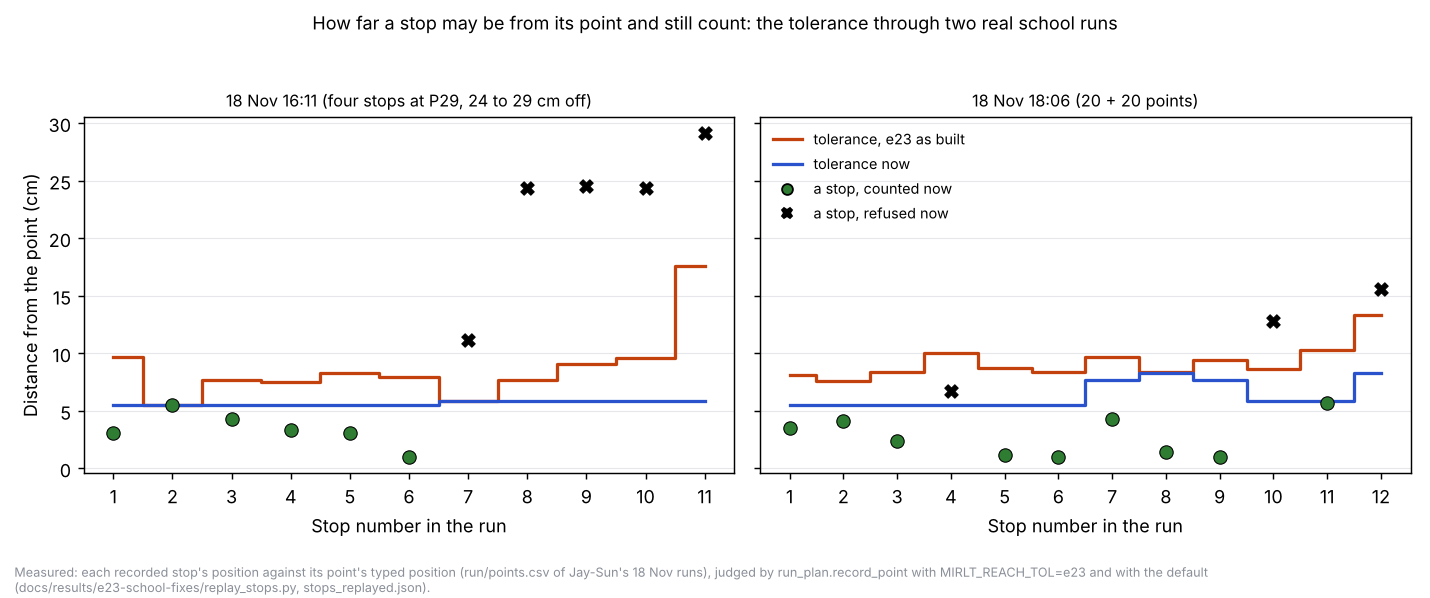 How far a stop may be from its point and still count: the tolerance through two real school runs
18 Nov 16:11 (four stops at P29, 24 to 29 cm off)
Distance from the point (cm)
30
25
20
15
10
5
0
1 2 3 4 5 6 7 8 9 10 11
Stop number in the run
18 Nov 18:06 (20 + 20 points)
tolerance, e23 as built
tolerance now
a stop, counted now
a stop, refused now
1 2 3 4 5 6 7 8 9 10 11 12
Stop number in the run
Measured: each recorded stop's position against its point's typed position (run/points.csv of Jay-Sun's 18 Nov runs), judged by run_plan.record_point with MIRLT_REACH_TOL=e23 and with the default
(docs/results/e23-school-fixes/replay_stops.py, stops_replayed.json).